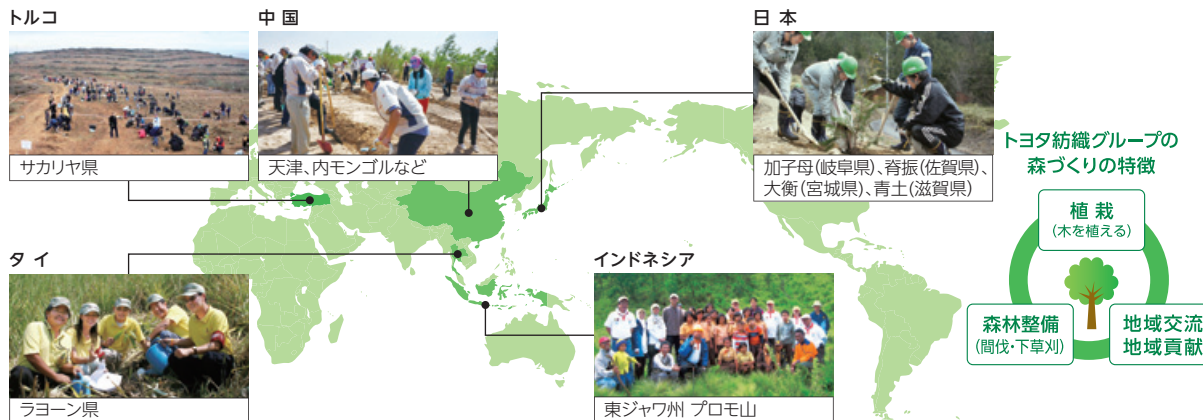 トルコ
サカリヤ県
中 国
天津、内モンゴルなど
日 本
加子母(岐阜県)、脊振(佐賀県)、
大衡(宮城県)、青土(滋賀県)
タ イ
ラヨーン県
インドネシア
東ジャワ州 プロモ山
トヨタ紡織グループの
森づくりの特徴
植 栽
(木を植える)
森林整備
(間伐・下草刈)
地域交流
地域貢献